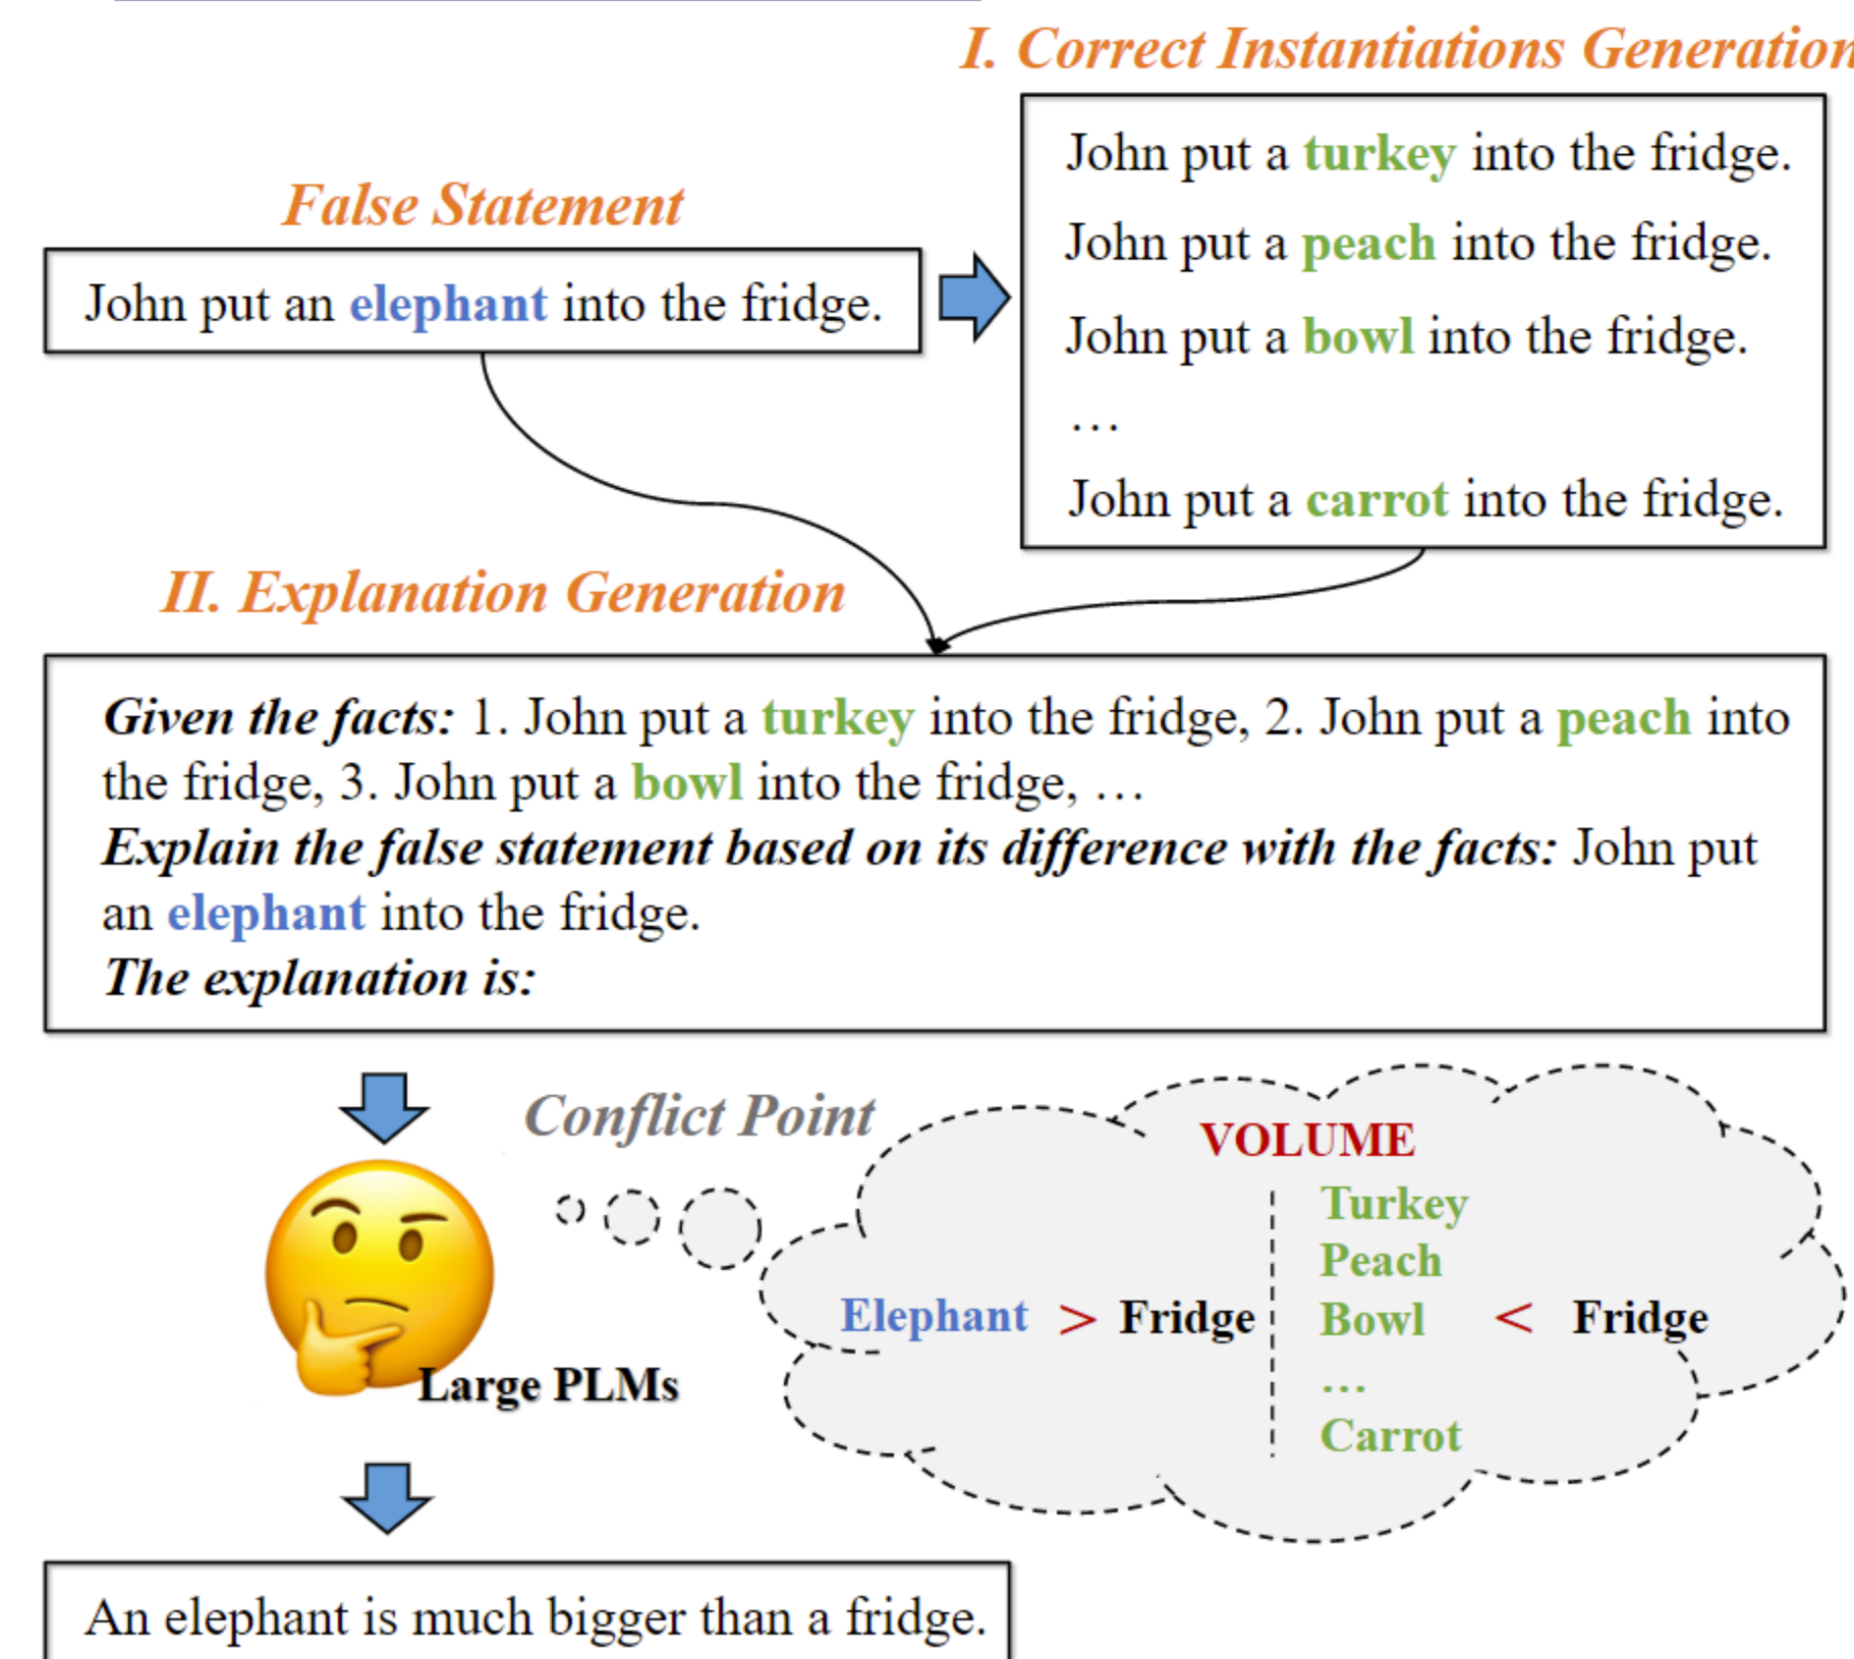 I. Correct Instantiations Generation
John put a turkey into the fridge.
John put a peach into the fridge.
John put a bowl into the fridge.
…
John put a carrot into the fridge.
False Statement
John put an elephant into the fridge.
II. Explanation Generation
Given the facts: 1. John put a turkey into the fridge, 2. John put a peach into
the fridge, 3. John put a bowl into the fridge, …
Explain the false statement based on its difference with the facts: John put
an elephant into the fridge.
The explanation is:
Conflict Point
VOLUME
Elephant > Fridge
Turkey
Peach
Bowl < Fridge
…
Carrot
Large PLMs
An elephant is much bigger than a fridge.